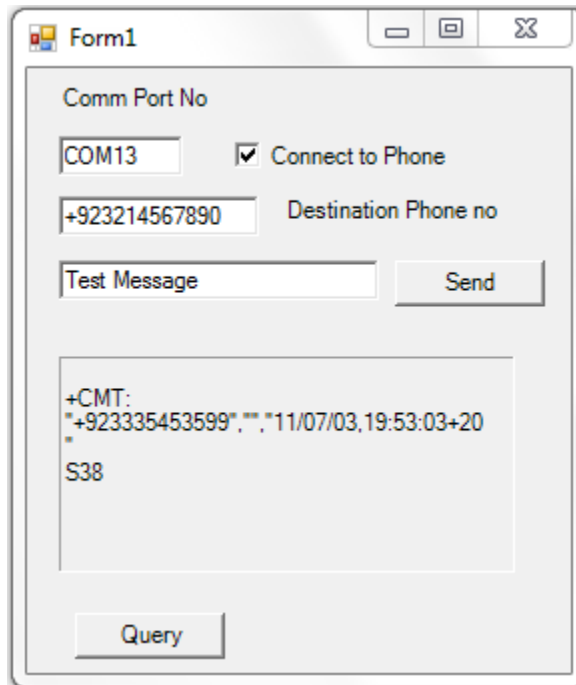 Form1
Comm Port No
COM13
Connect to Phone
+923214567890
Destination Phone no
Test Message
Send
+CMT:
"+923335453599","","11/07/03,19:53:03+20
"
S38
Query